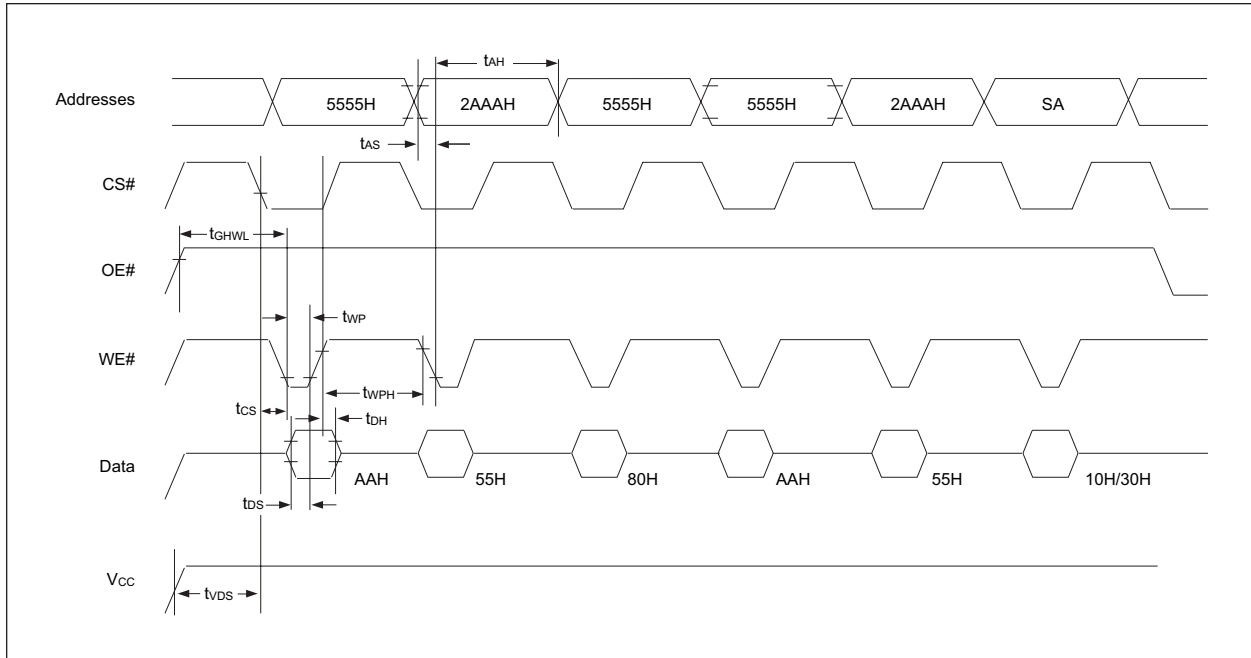 tAH
Addresses 5555H 2AAAH 5555H 5555H 2AAAH SA
tAS
CS#
tGHWL
OE#
tWP
WE#
tWPH
tCS
tDH
Data
AAH 55H 80H AAH 55H 10H/30H
tDS
VCC
tVDS